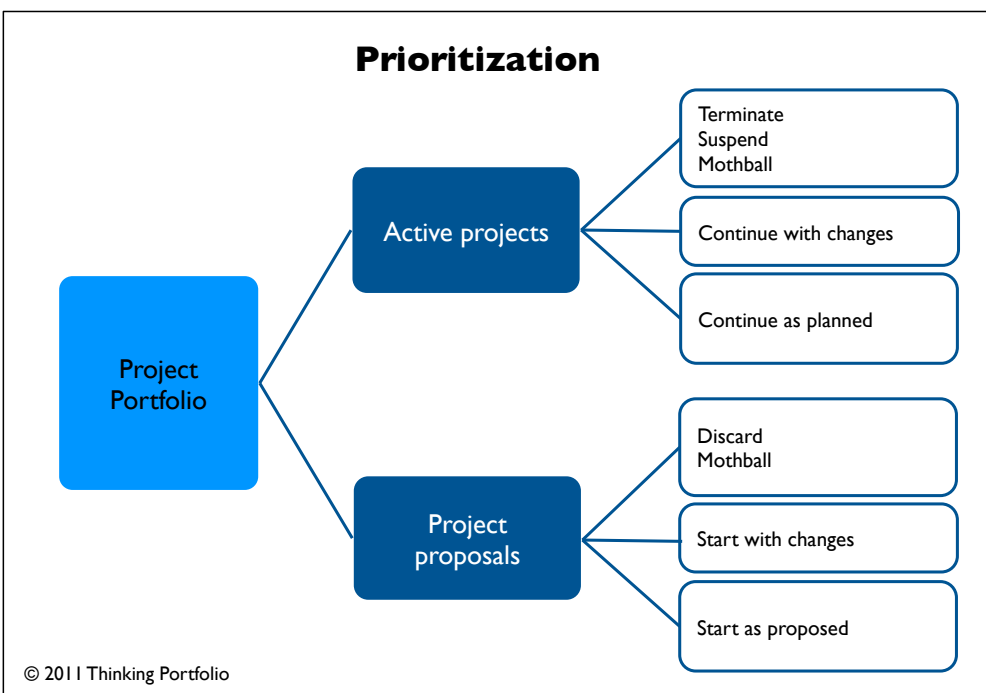 Prioritization
Terminate
Suspend
Mothball
Active projects
Continue with changes
Continue as planned
Project
Portfolio
Discard
Mothball
Project
proposals
Start with changes
Start as proposed
© 2011 Thinking Portfolio